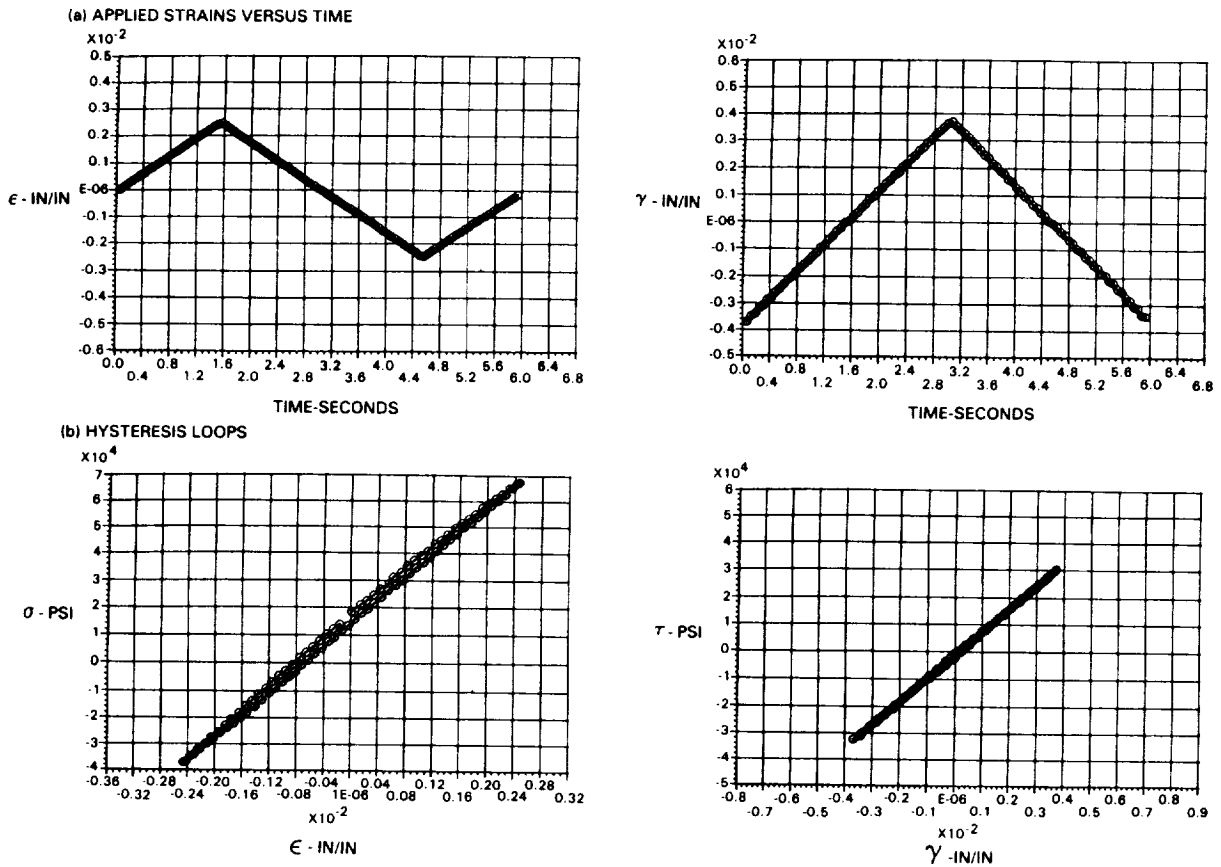 (a) APPLIED STRAINS VERSUS TIME
X10-2
0.5
0.4
0.3
0.2
0.1
E-06
-0.1
-0.2
-0.3
-0.4
-0.5
-0.6
ϵ - IN/IN
0.0 0.8 1.6 2.4 3.2 4.0 4.8 5.6 6.4
0.4 1.2 2.0 2.8 3.6 4.4 5.2 6.0 6.8
TIME-SECONDS
X10-2
0.6
0.4
0.3
0.2
0.1
E-06
-0.1
-0.2
-0.3
-0.4
-0.5
γ - IN/IN
0.0 0.8 1.6 2.4 3.2 4.0 4.8 5.6 6.4
0.4 1.2 2.0 2.8 3.6 4.4 5.2 6.0 6.8
TIME-SECONDS
(b) HYSTERESIS LOOPS
X104
7
6
5
4
3
2
1
0
-1
-2
-3
-4
σ - PSI
-0.36 -0.28 -0.20 -0.12 -0.04 0.04 0.12 0.20 0.28
-0.32 -0.24 -0.16 -0.08 1E-06 0.08 0.16 0.24 0.32
X10-2
ϵ - IN/IN
X104
6
5
4
3
2
1
0
-1
-2
-3
-4
-5
τ - PSI
-0.8 -0.6 -0.4 -0.2 E-06 0.2 0.4 0.6 0.8
-0.7 -0.5 -0.3 -0.1 0.1 0.3 0.5 0.7 0.9
X10-2
γ -IN/IN